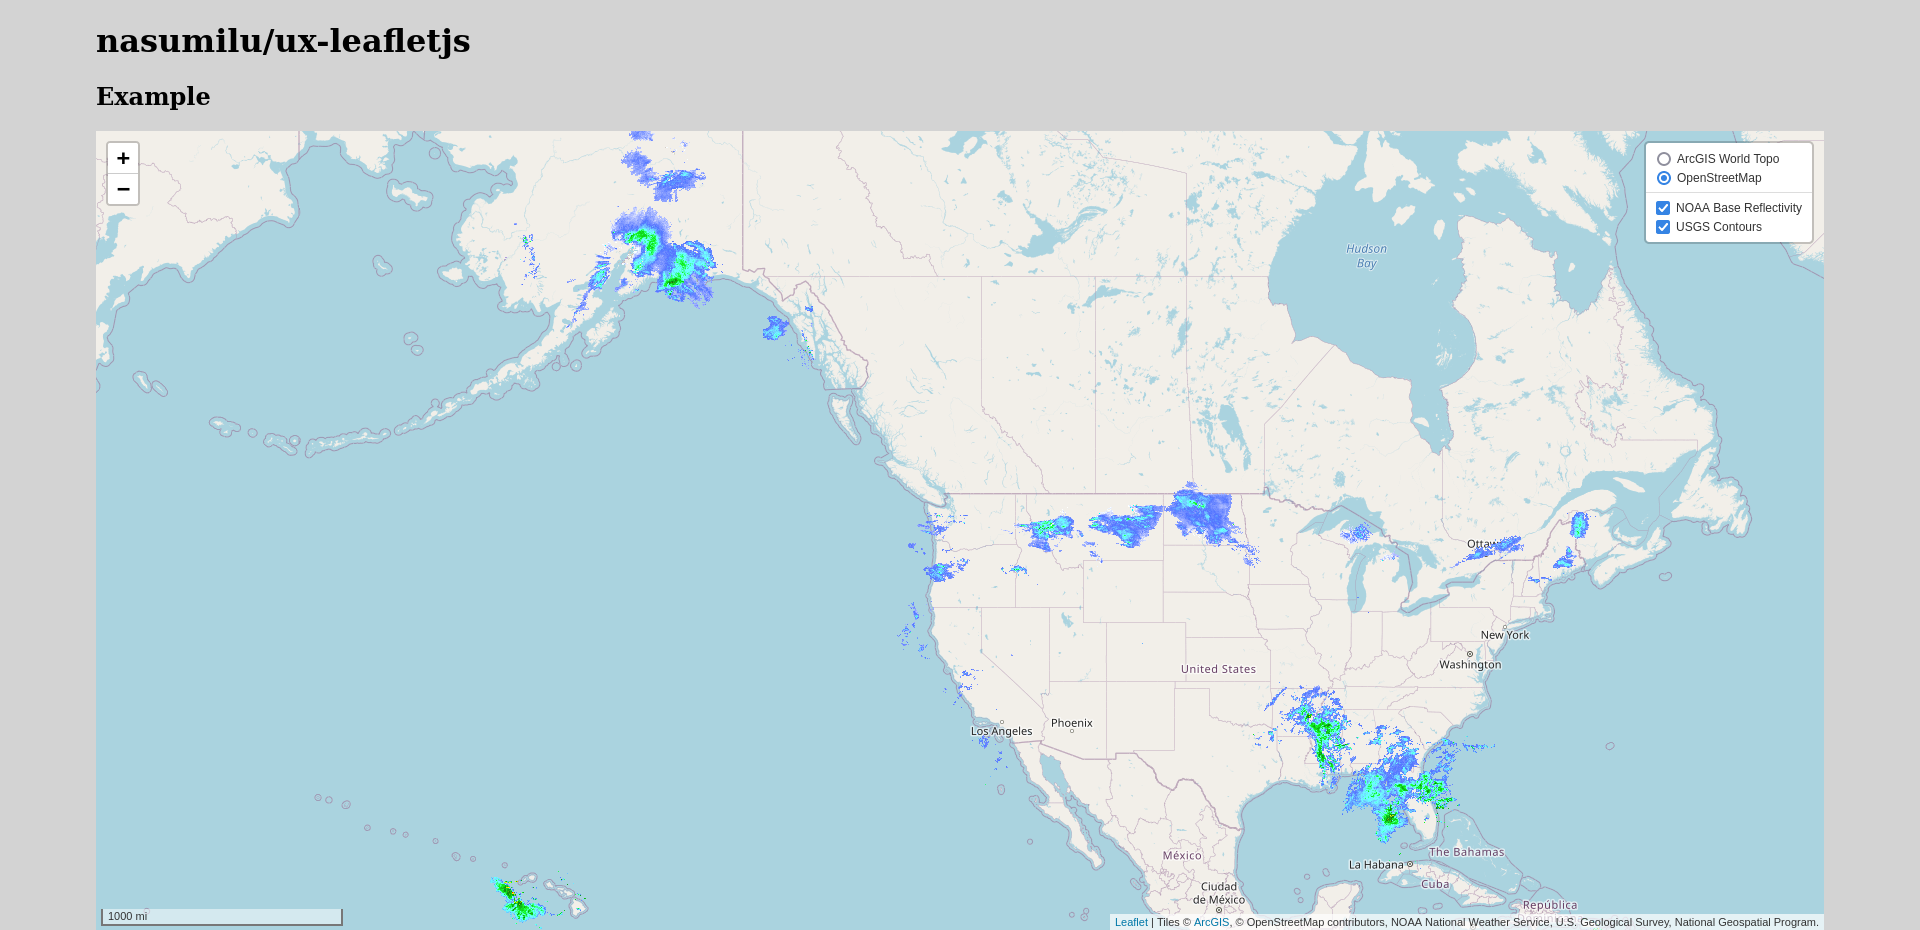 nasumilu/ux-leafletjs
Example
+
−
ArcGIS World Topo
OpenStreetMap
NOAA Base Reflectivity
USGS Contours
Hudson
Bay
New York
Washington
United States
Phoenix
Los Angeles
México
La Habana
The Bahamas
Cuba
Ciudad
de México
República
1000 mi
Leaflet | Tiles © ArcGIS, © OpenStreetMap contributors, NOAA National Weather Service, U.S. Geological Survey, National Geospatial Program.